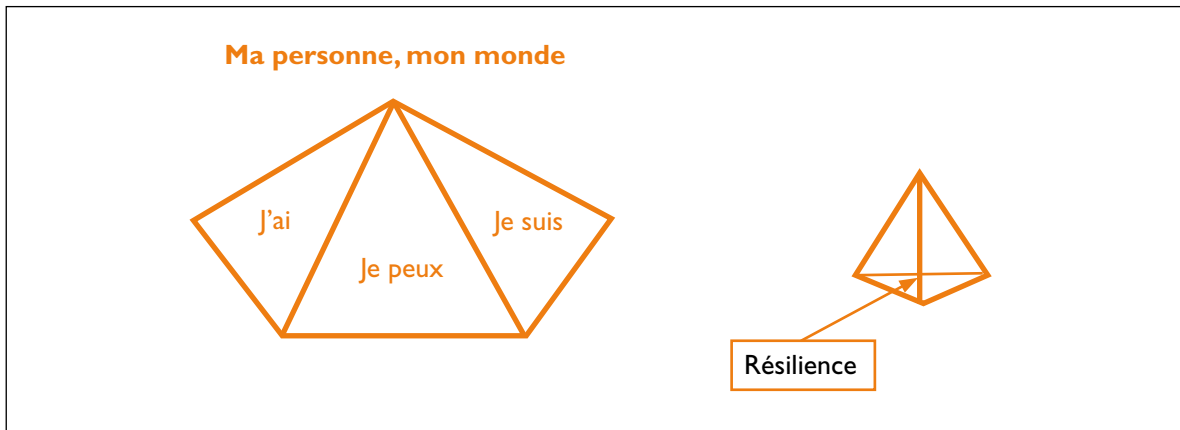 Ma personne, mon monde
J'ai
Je suis
Je peux
Résilience